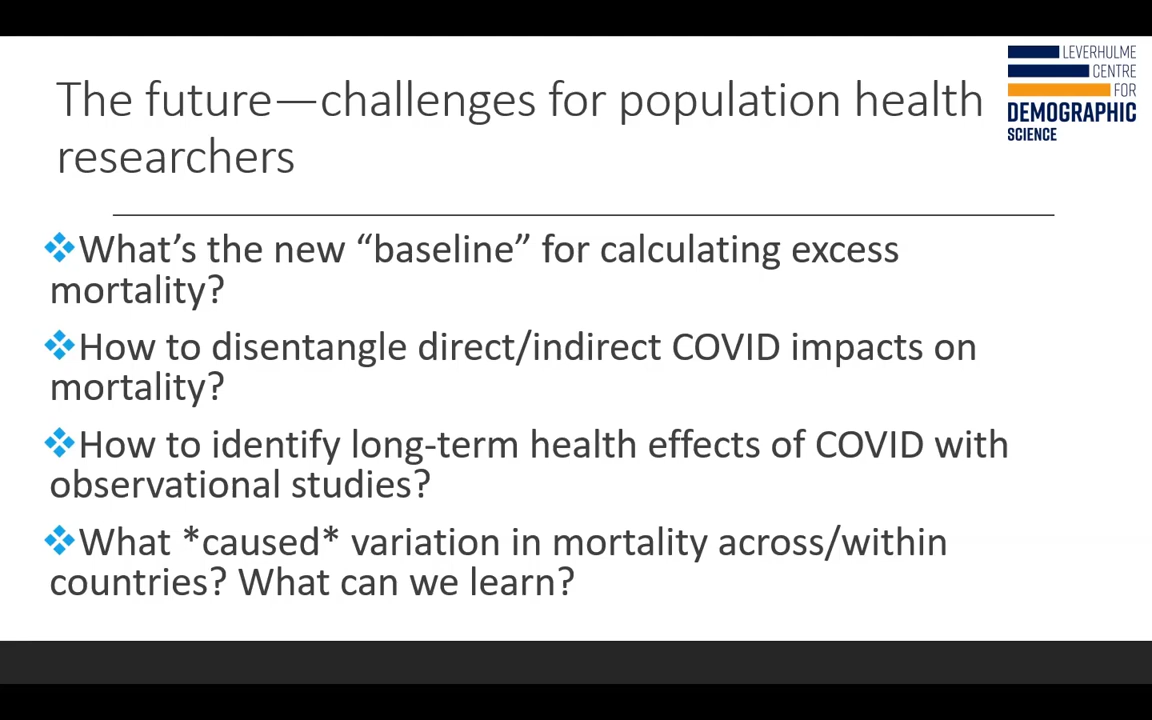 The future—challenges for population health
researchers
LEVERHULME
CENTRE
FOR
DEMOGRAPHIC
SCIENCE
What’s the new “baseline” for calculating excess
mortality?
How to disentangle direct/indirect COVID impacts on
mortality?
How to identify long-term health effects of COVID with
observational studies?
What *caused* variation in mortality across/within
countries? What can we learn?